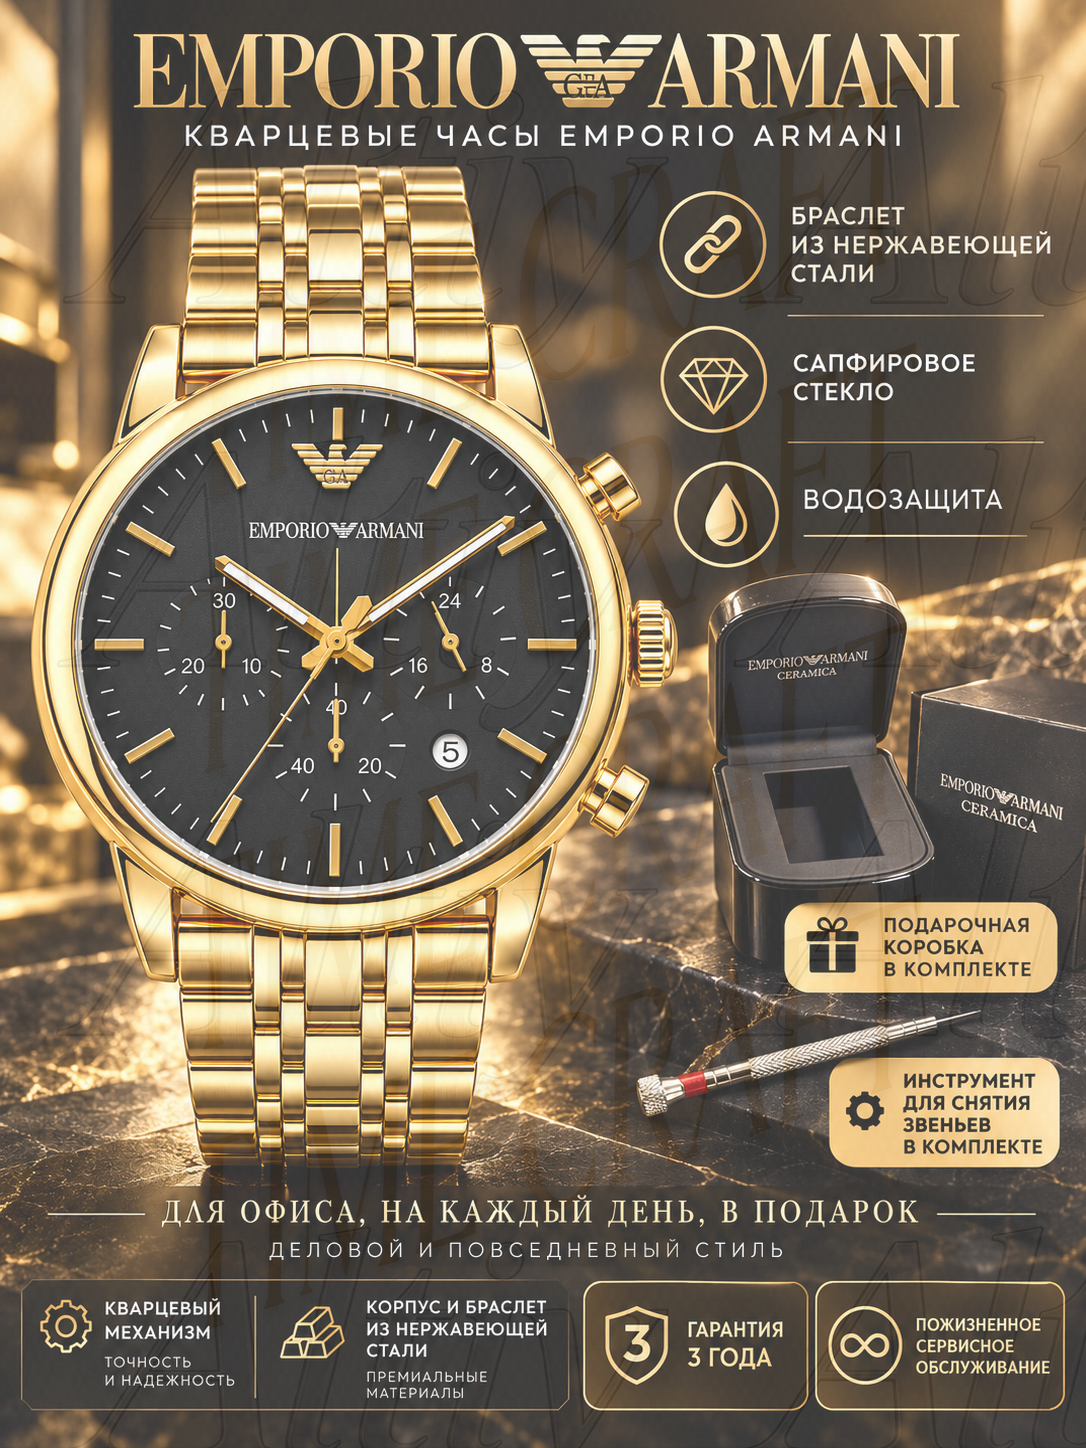 EMPORIO ARMANI
GA
КВАРЦЕВЫЕ ЧАСЫ EMPORIO ARMANI
БРАСЛЕТ
ИЗ НЕРЖАВЕЮЩЕЙ
СТАЛИ
САПФИРОВОЕ
СТЕКЛО
ВОДОЗАЩИТА
GA
EMPORIO ARMANI
30
24
20 10
16 8
40
40 20
5
EMPORIO ARMANI
CERAMICA
EMPORIO ARMANI
CERAMICA
ПОДАРОЧНАЯ
КОРОБКА
В КОМПЛЕКТЕ
ИНСТРУМЕНТ
ДЛЯ СНЯТИЯ
ЗВЕНЬЕВ
В КОМПЛЕКТЕ
ДЛЯ ОФИСА, НА КАЖДЫЙ ДЕНЬ, В ПОДАРОК
ДЕЛОВОЙ И ПОВСЕДНЕВНЫЙ СТИЛЬ
КВАРЦЕВЫЙ
МЕХАНИЗМ
ТОЧНОСТЬ
И НАДЕЖНОСТЬ
КОРПУС И БРАСЛЕТ
ИЗ НЕРЖАВЕЮЩЕЙ
СТАЛИ
ПРЕМИАЛЬНЫЕ
МАТЕРИАЛЫ
3
ГАРАНТИЯ
3 ГОДА
ПОЖИЗНЕННОЕ
СЕРВИСНОЕ
ОБСЛУЖИВАНИЕ